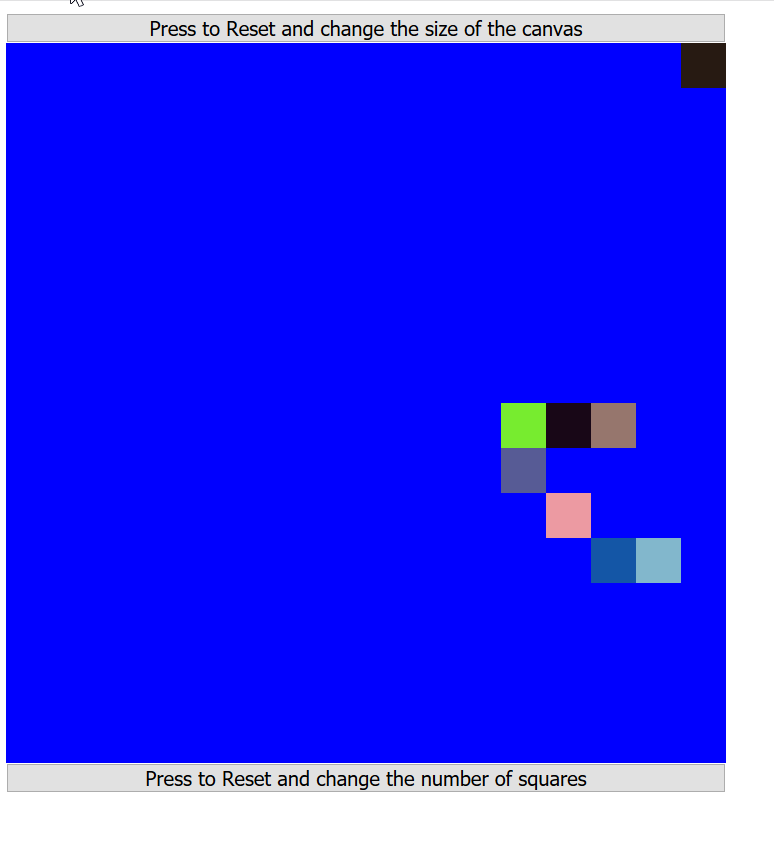 Press to Reset and change the size of the canvas
Press to Reset and change the number of squares